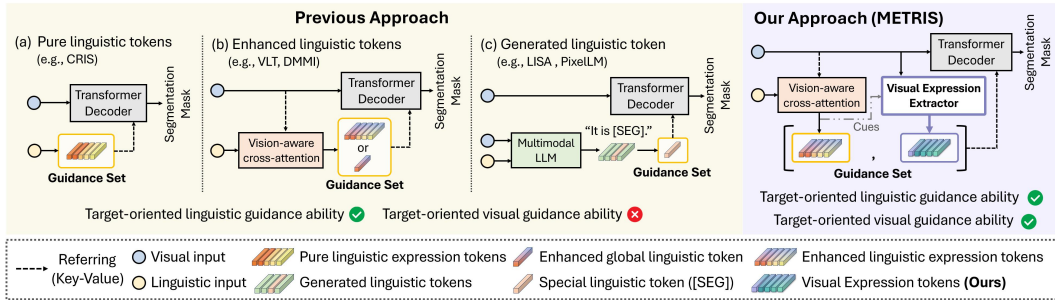 Previous Approach
(a) Pure linguistic tokens
(e.g., CRIS)
Transformer
Decoder
Segmentation
Mask
Guidance Set
(b) Enhanced linguistic tokens
(e.g., VLT, DMMI)
Transformer
Decoder
Segmentation
Mask
Vision-aware
cross-attention
or
Guidance Set
(c) Generated linguistic token
(e.g., LISA , PixelLM)
Transformer
Decoder
Segmentation
Mask
Multimodal
LLM
“It is [SEG].”
Guidance Set
Target-oriented linguistic guidance ability
Target-oriented visual guidance ability
Our Approach (METRIS)
Transformer
Decoder
Segmentation
Mask
Vision-aware
cross-attention
Visual Expression
Extractor
Cues
,
Guidance Set
Target-oriented linguistic guidance ability
Target-oriented visual guidance ability
Referring
(Key-Value)
Visual input
Pure linguistic expression tokens
Enhanced global linguistic token
Enhanced linguistic expression tokens
Linguistic input
Generated linguistic tokens
Special linguistic token ([SEG])
Visual Expression tokens (Ours)